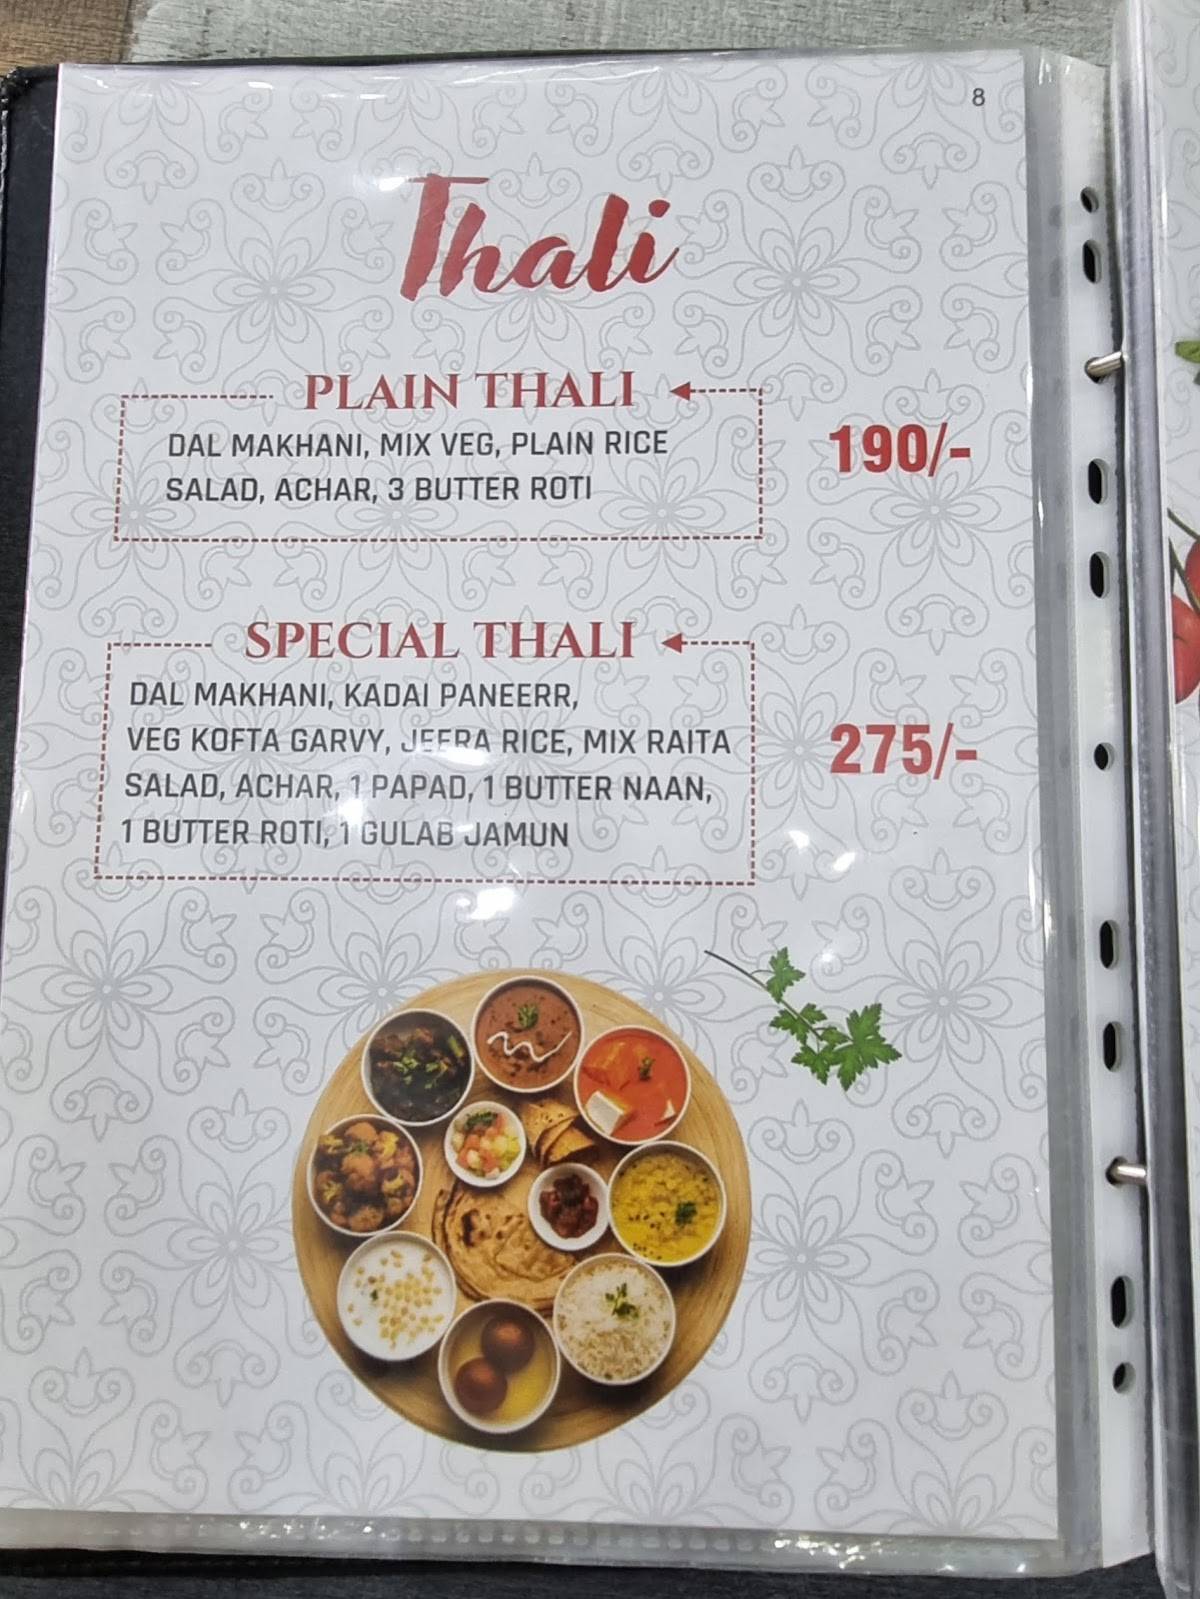 8
Thali
PLAIN THALI
DAL MAKHANI, MIX VEG, PLAIN RICE
SALAD, ACHAR, 3 BUTTER ROTI
190/-
SPECIAL THALI
DAL MAKHANI, KADAI PANEERR,
VEG KOFTA GARVY, JEERA RICE, MIX RAITA
SALAD, ACHAR, 1 PAPAD, 1 BUTTER NAAN,
1 BUTTER ROTI, 1 GULAB JAMUN
275/-